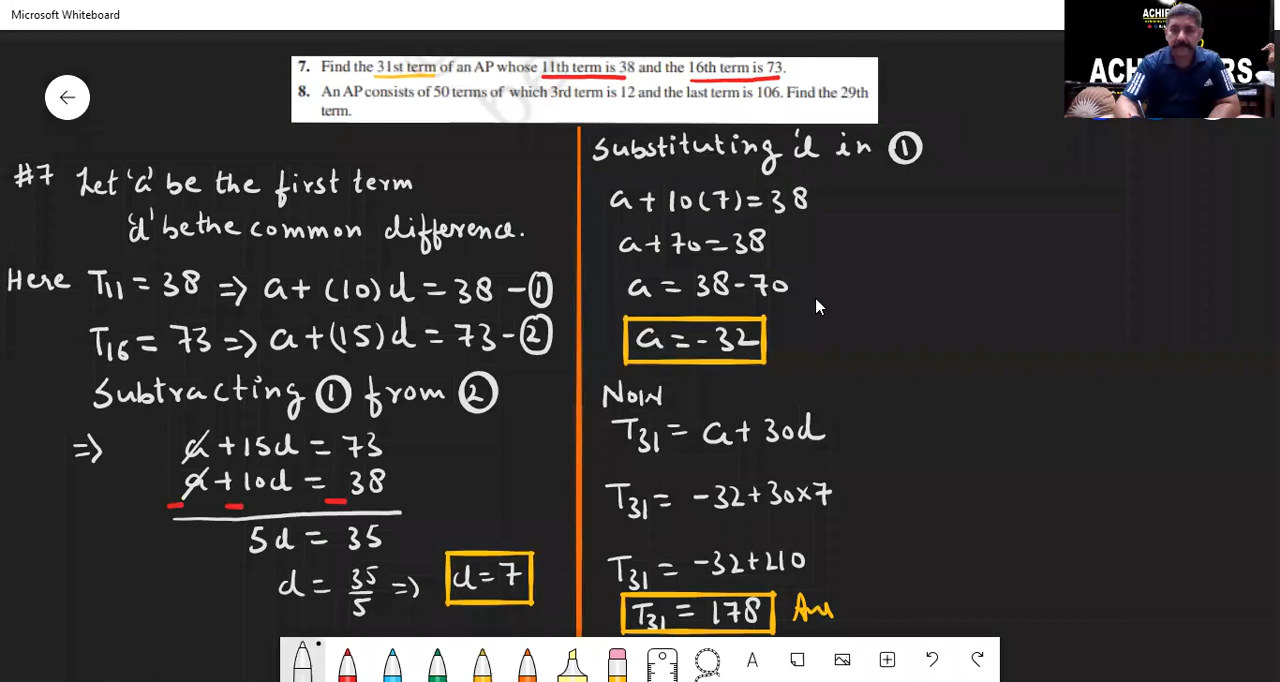 Microsoft Whiteboard
ACHIE
ACH ERS
7. Find the 31st term of an AP whose 11th term is 38 and the 16th term is 73.
8. An AP consists of 50 terms of which 3rd term is 12 and the last term is 106. Find the 29th
term.
#7 Let 'a' be the first term
'd' be the common difference.
Here T11 = 38 => a + (10) d = 38 - ①
T16 = 73 => a + (15) d = 73 - ②
Subtracting ① from ②
=> a + 15d = 73
a + 10d = 38
5d = 35
d = 35/5 => d = 7
Substituting 'd in ①
a + 10(7) = 38
a + 70 = 38
a = 38 - 70
a = -32
Now
T31 = a + 30d
T31 = -32 + 30×7
T31 = -32 + 210
T31 = 178 Ans
A